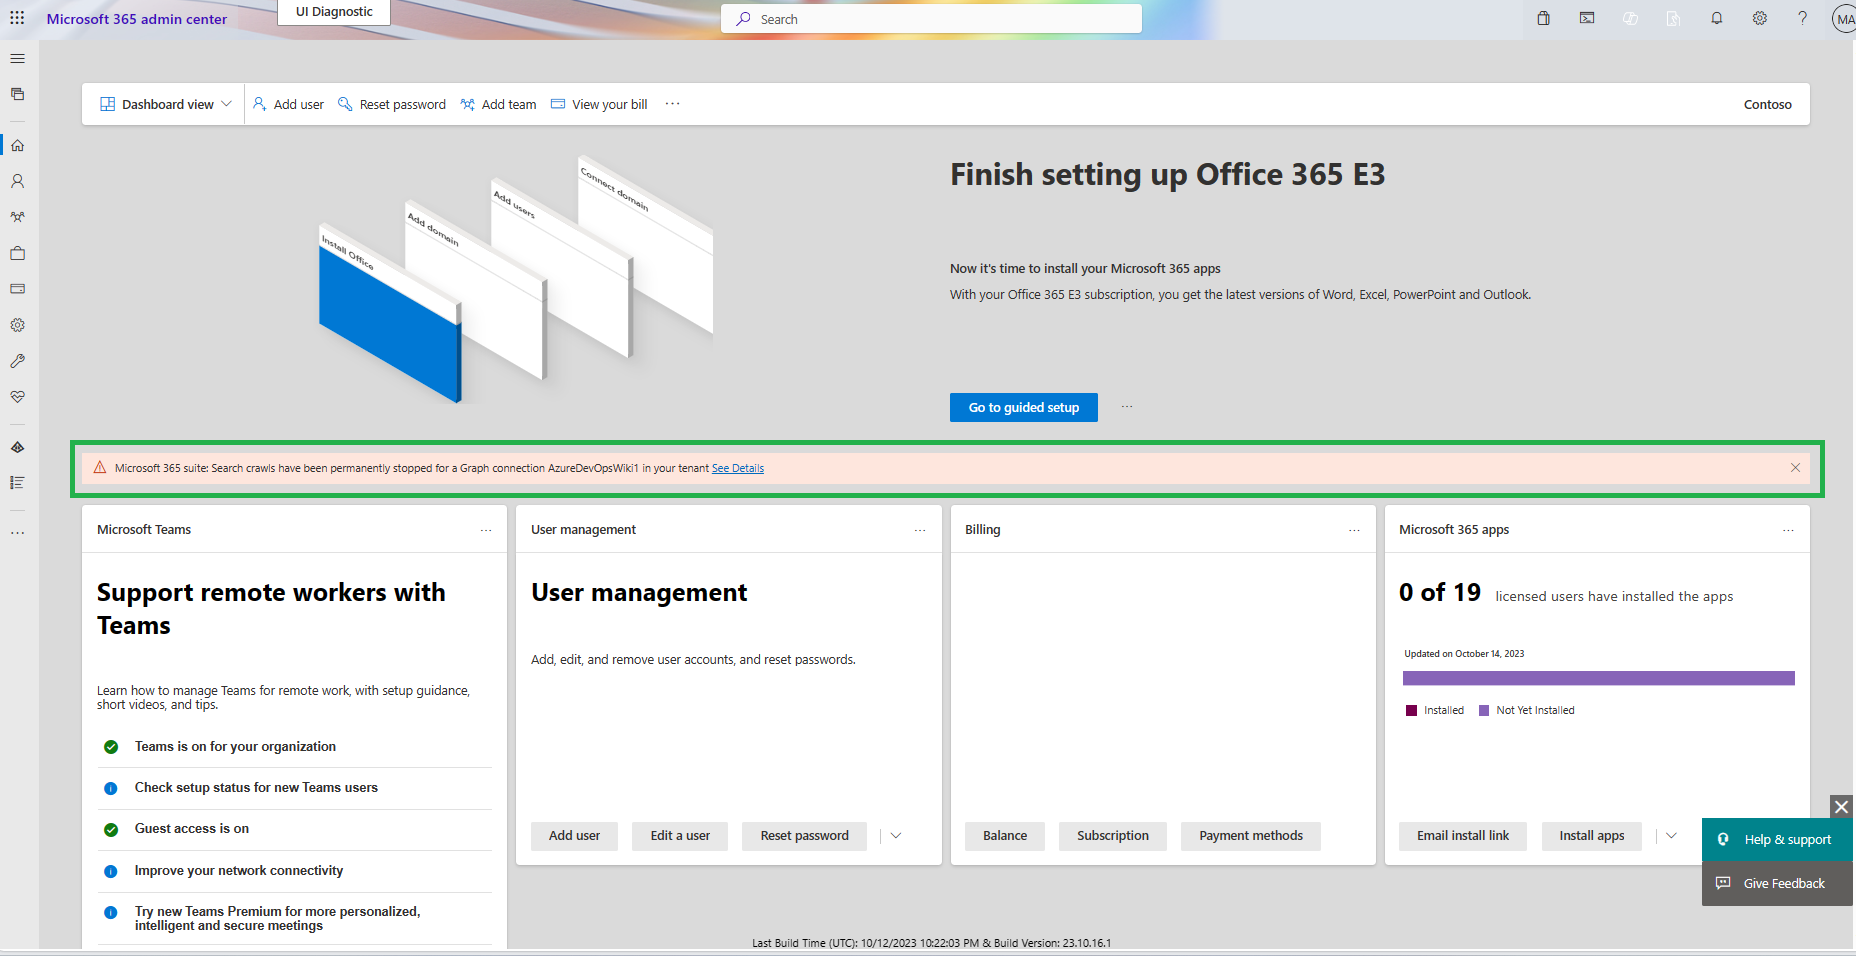 Microsoft 365 admin center
UI Diagnostic
Search
MA
Dashboard view
Add user
Reset password
Add team
View your bill
Contoso
Install Office
Add domain
Add users
Connect domain
Finish setting up Office 365 E3
Now it's time to install your Microsoft 365 apps
With your Office 365 E3 subscription, you get the latest versions of Word, Excel, PowerPoint and Outlook.
Go to guided setup
Microsoft 365 suite: Search crawls have been permanently stopped for a Graph connection AzureDevOpsWiki1 in your tenant See Details
Microsoft Teams
Support remote workers with
Teams
Learn how to manage Teams for remote work, with setup guidance,
short videos, and tips.
Teams is on for your organization
Check setup status for new Teams users
Guest access is on
Improve your network connectivity
Try new Teams Premium for more personalized,
intelligent and secure meetings
User management
User management
Add, edit, and remove user accounts, and reset passwords.
Add user
Edit a user
Reset password
Billing
Balance
Subscription
Payment methods
Microsoft 365 apps
0 of 19 licensed users have installed the apps
Updated on October 14, 2023
Installed
Not Yet Installed
Email install link
Install apps
Help & support
Give Feedback
Last Build Time (UTC): 10/12/2023 10:22:03 PM & Build Version: 23.10.16.1